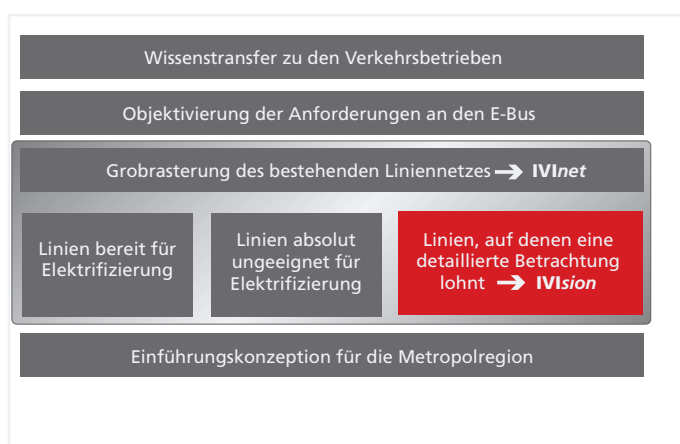 Wissenstransfer zu den Verkehrsbetrieben
Objektivierung der Anforderungen an den E-Bus
Grobrasterung des bestehenden Liniennetzes → IVInet
Linien bereit für
Elektrifizierung
Linien absolut
ungeeignet für
Elektrifizierung
Linien, auf denen eine
detaillierte Betrachtung
lohnt → IVIsion
Einführungskonzeption für die Metropolregion